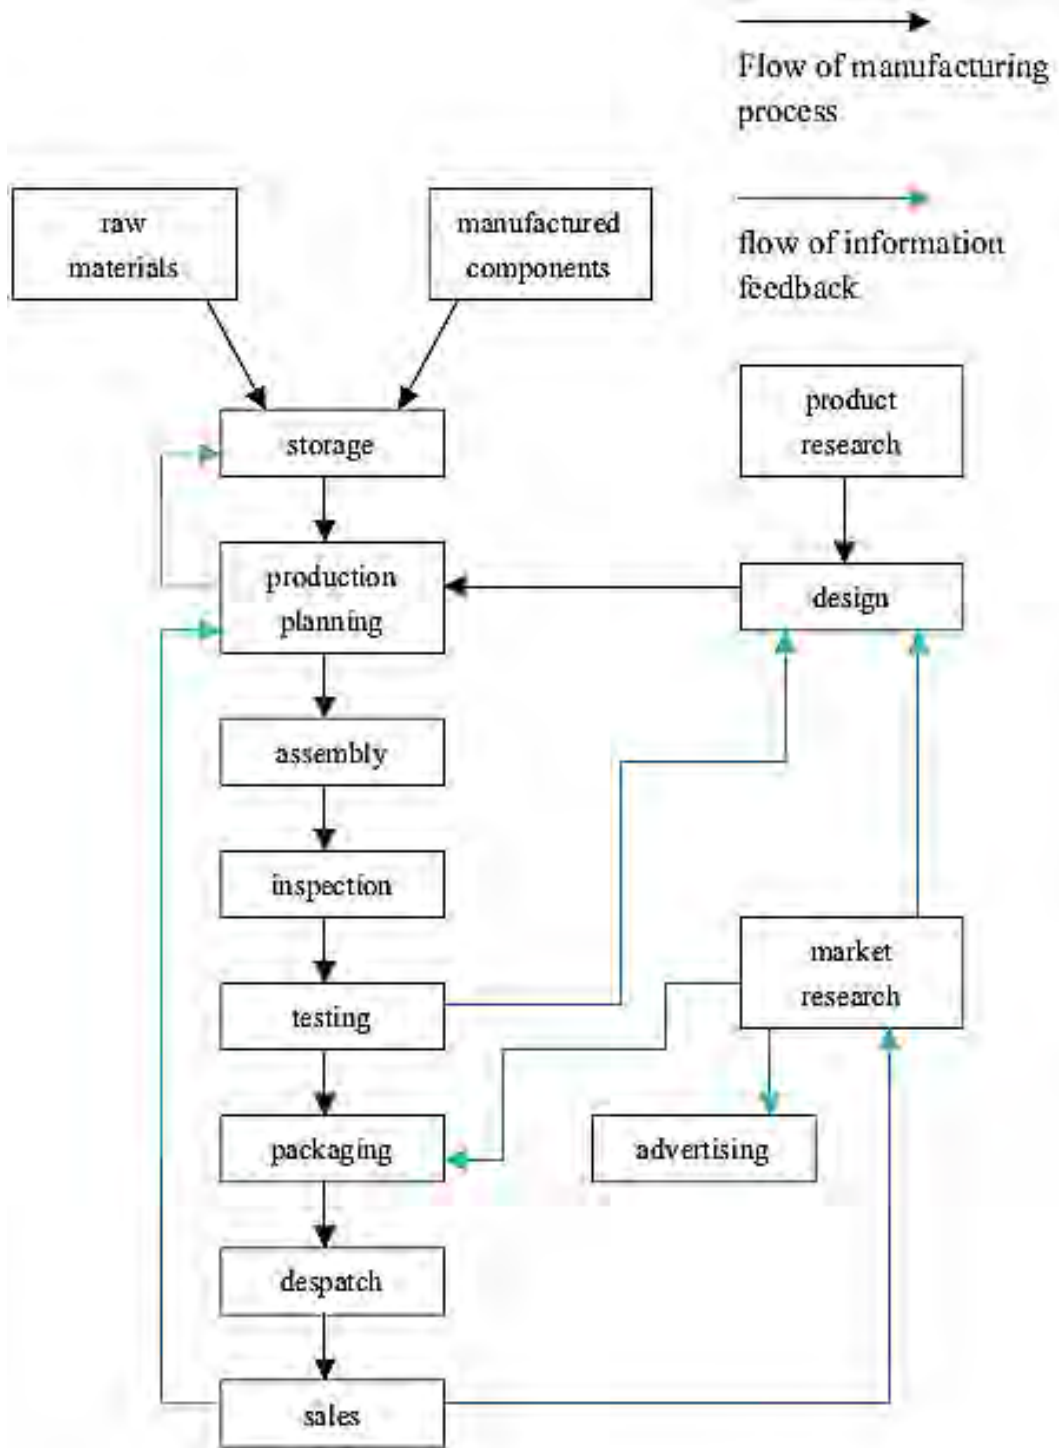 Flow of manufacturing
process
flow of information
feedback
raw
materials
manufactured
components
storage
product
research
production
planning
design
assembly
inspection
testing
market
research
packaging
advertising
despatch
sales